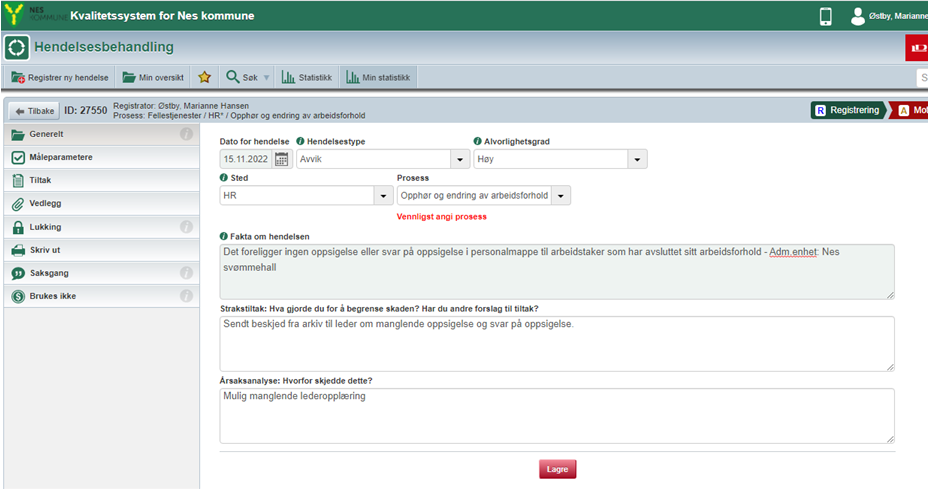 NES
KOMMUNE
Kvalitetssystem for Nes kommune
Østby, Marianne
Hendelsesbehandling
Registrer ny hendelse
Min oversikt
Søk
Statistikk
Min statistikk
S
Tilbake
ID: 27550
Registrator: Østby, Marianne Hansen
Prosess: Fellestjenester / HR* / Opphør og endring av arbeidsforhold
R Registrering
A Mot
Generelt
Måleparametere
Tiltak
Vedlegg
Lukking
Skriv ut
Saksgang
Brukes ikke
Dato for hendelse
Hendelsestype
Alvorlighetsgrad
15.11.2022
Avvik
Høy
Sted
Prosess
HR
Opphør og endring av arbeidsforhold
Vennligst angi prosess
Fakta om hendelsen
Det foreligger ingen oppsigelse eller svar på oppsigelse i personalmappe til arbeidstaker som har avsluttet sitt arbeidsforhold - Adm.enhet: Nes
svømmehall
Strakstiltak: Hva gjorde du for å begrense skaden? Har du andre forslag til tiltak?
Sendt beskjed fra arkiv til leder om manglende oppsigelse og svar på oppsigelse.
Årsaksanalyse: Hvorfor skjedde dette?
Mulig manglende lederopplæring
Lagre